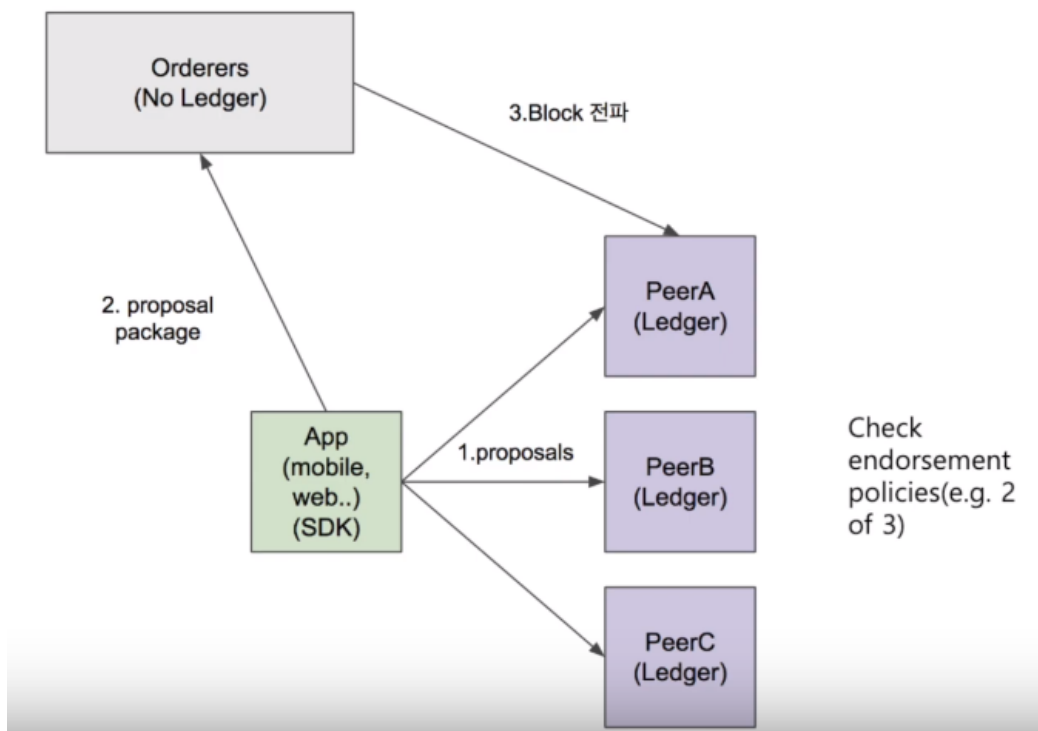 Orderers
(No Ledger)
3.Block 전파
PeerA
(Ledger)
2. proposal
package
App
(mobile,
web..)
(SDK)
1.proposals
PeerB
(Ledger)
Check
endorsement
policies(e.g. 2
of 3)
PeerC
(Ledger)